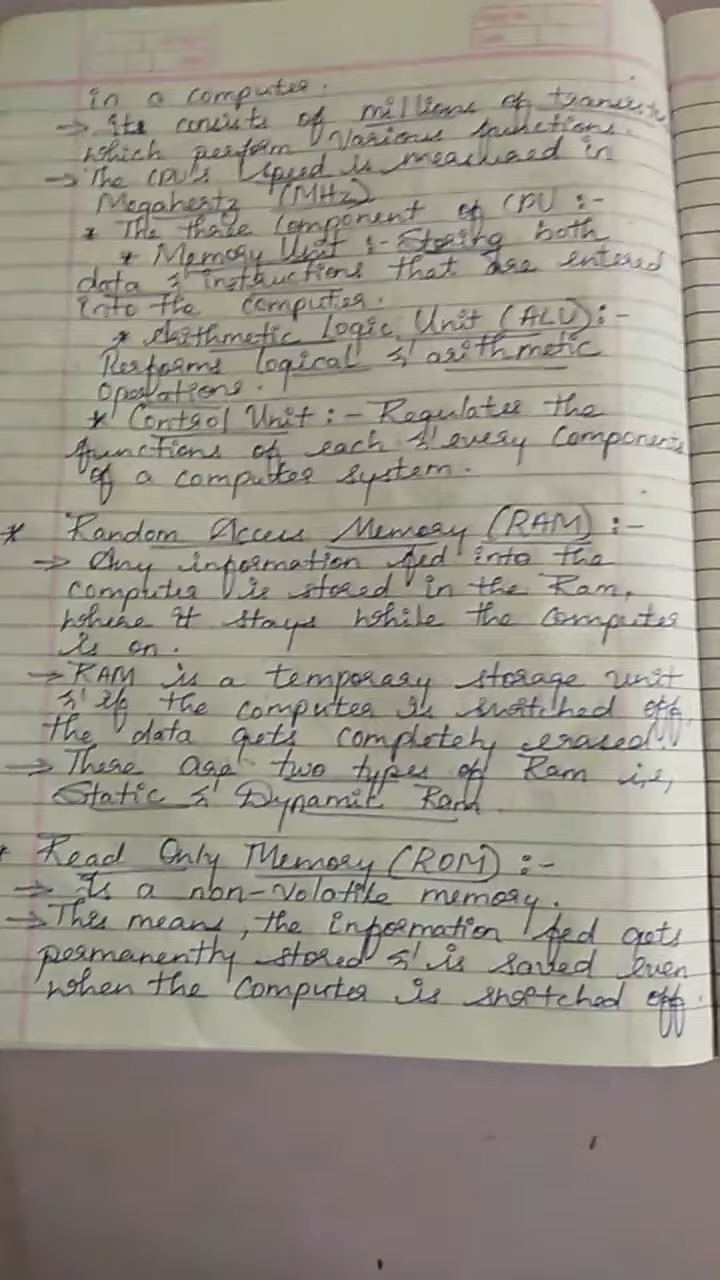 in a computer.
→ Its consists of millions of
which perform various functions.
→ The CPU's speed is measured in
Megahertz (MHz)
* The three component of CPU :-
* Memory Unit :- Storing both
data & instructions that are entered
into the computer.
* Arithmetic Logic Unit (ALU) :-
Performs logical & arithmetic
operations.
* Control Unit :- Regulates the
functions of each & every components
of a computer system.
* Random Access Memory (RAM) :-
→ Any information fed into the
computer is stored in the Ram,
where it stays while the computer
is on.
→ RAM is a temporary storage unit
& if the computer is switched off,
the data gets completely erased.
→ There are two types of Ram i.e,
Static & Dynamic Ram
* Read Only Memory (ROM) :-
→ Is a non-volatile memory.
→ This means, the information fed gets
permanently stored & is saved even
when the computer is switched off.